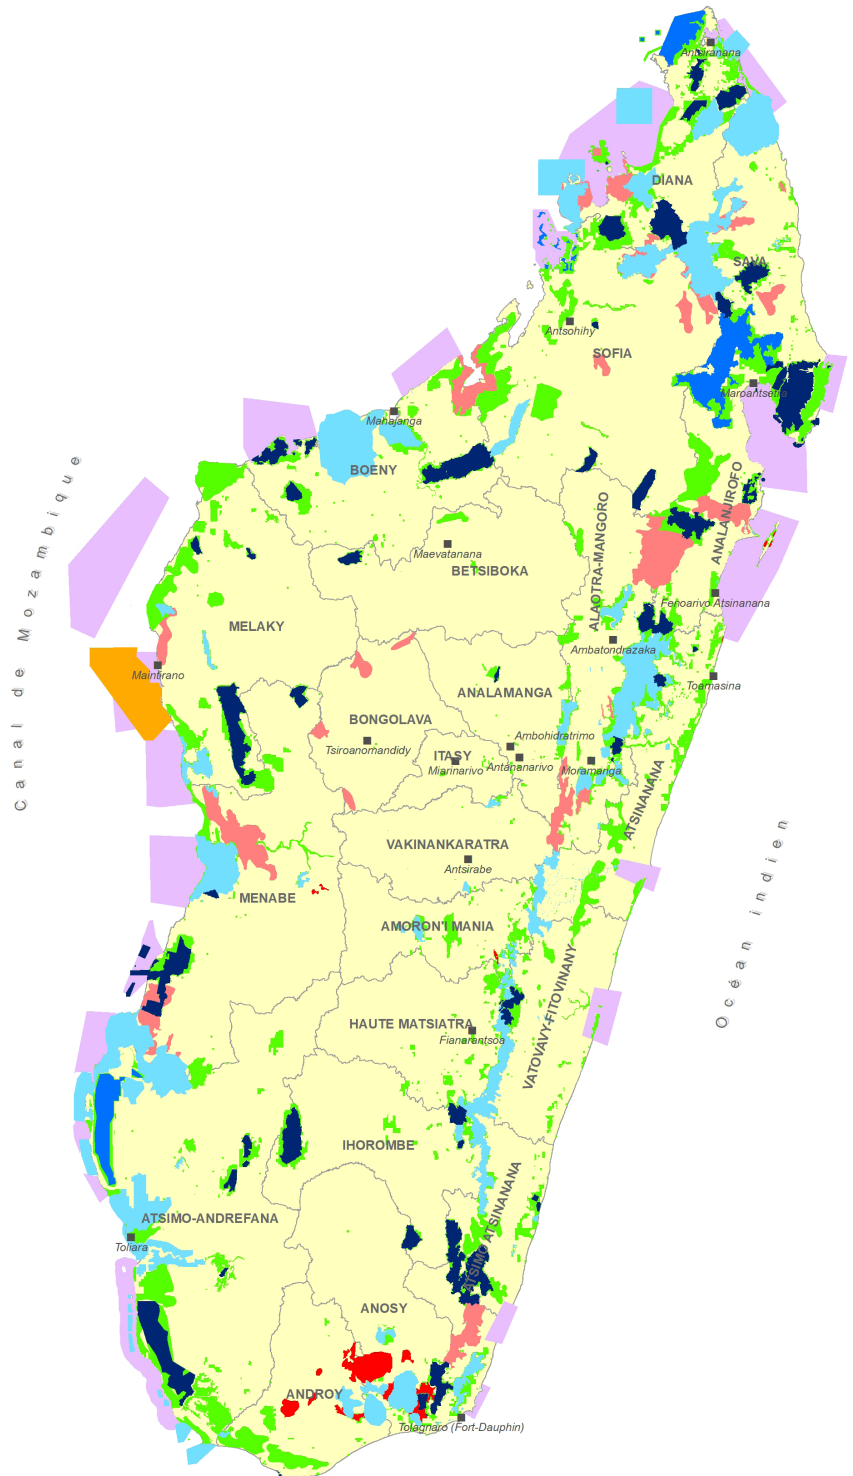 Antsiranana
DIANA
SAVA
Antsohihy
SOFIA
Maroantsetra
Mahajanga
BOENY
ANALANJIROFO
ALAOTRA-MANGORO
Maevatanana
BETSIBOKA
Fenoarivo Atsinanana
MELAKY
Ambatondrazaka
Canal de Mozambique
Maintirano
Toamasina
ANALAMANGA
BONGOLAVA
Ambohidratrimo
Tsiroanomandidy
ITASY
Miarinarivo
Antananarivo
Moramanga
ATSINANANA
VAKINANKARATRA
Antsirabe
MENABE
AMORON'I MANIA
Océan indien
HAUTE MATSIATRA
Fianarantsoa
VATOVAVY-FITOVINANY
IHOROMBE
ATSIMO-ANDREFANA
ATSIMO ATSINANANA
Toliara
ANOSY
ANDROY
Tolagnaro (Fort-Dauphin)